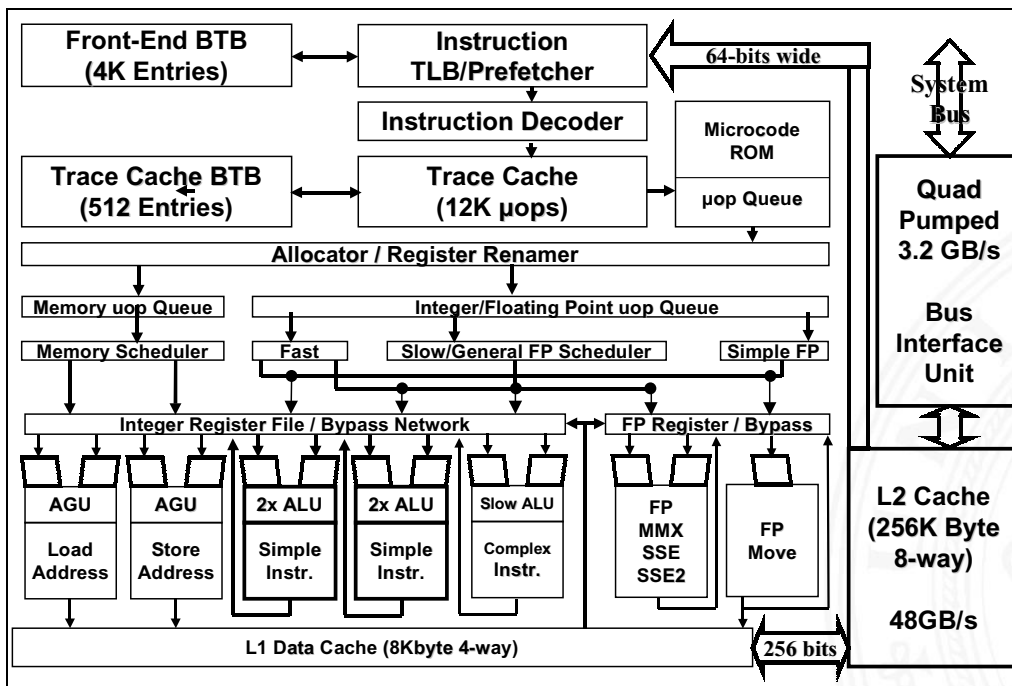 Front-End BTB
(4K Entries)
Instruction
TLB/Prefetcher
64-bits wide
System
Bus
Instruction Decoder
Microcode
ROM
Trace Cache BTB
(512 Entries)
Trace Cache
(12K µops)
µop Queue
Quad
Pumped
3.2 GB/s
Bus
Interface
Unit
Allocator / Register Renamer
Memory uop Queue
Integer/Floating Point uop Queue
Memory Scheduler
Fast
Slow/General FP Scheduler
Simple FP
Integer Register File / Bypass Network
FP Register / Bypass
AGU
Load
Address
AGU
Store
Address
2x ALU
Simple
Instr.
2x ALU
Simple
Instr.
Slow ALU
Complex
Instr.
FP
MMX
SSE
SSE2
FP
Move
L2 Cache
(256K Byte
8-way)
48GB/s
L1 Data Cache (8Kbyte 4-way)
256 bits